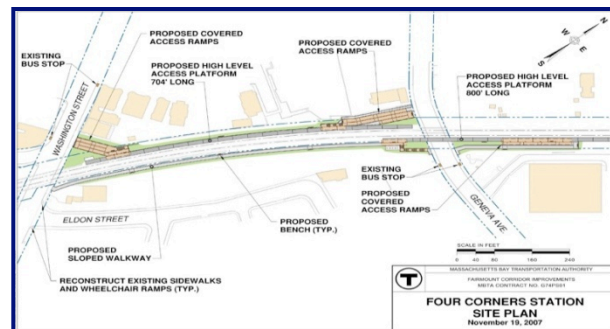 PROPOSED COVERED
ACCESS RAMPS
EXISTING
BUS STOP
PROPOSED HIGH LEVEL
ACCESS PLATFORM
704' LONG
PROPOSED COVERED
ACCESS RAMPS
N
W
E
S
PROPOSED HIGH LEVEL
ACCESS PLATFORM
800' LONG
WASHINGTON STREET
EXISTING
BUS STOP
PROPOSED
COVERED
ACCESS RAMPS
GENEVA AVE.
ELDON STREET
PROPOSED
BENCH (TYP.)
PROPOSED
SLOPED WALKWAY
RECONSTRUCT EXISTING SIDEWALKS
AND WHEELCHAIR RAMPS (TYP.)
SCALE IN FEET
0 40 80 160 240
T
MASSACHUSETTS BAY TRANSPORTATION AUTHORITY
FAIRMOUNT CORRIDOR IMPROVEMENTS
MBTA CONTRACT NO.
FOUR CORNERS STATION
SITE PLAN
November 19, 2007